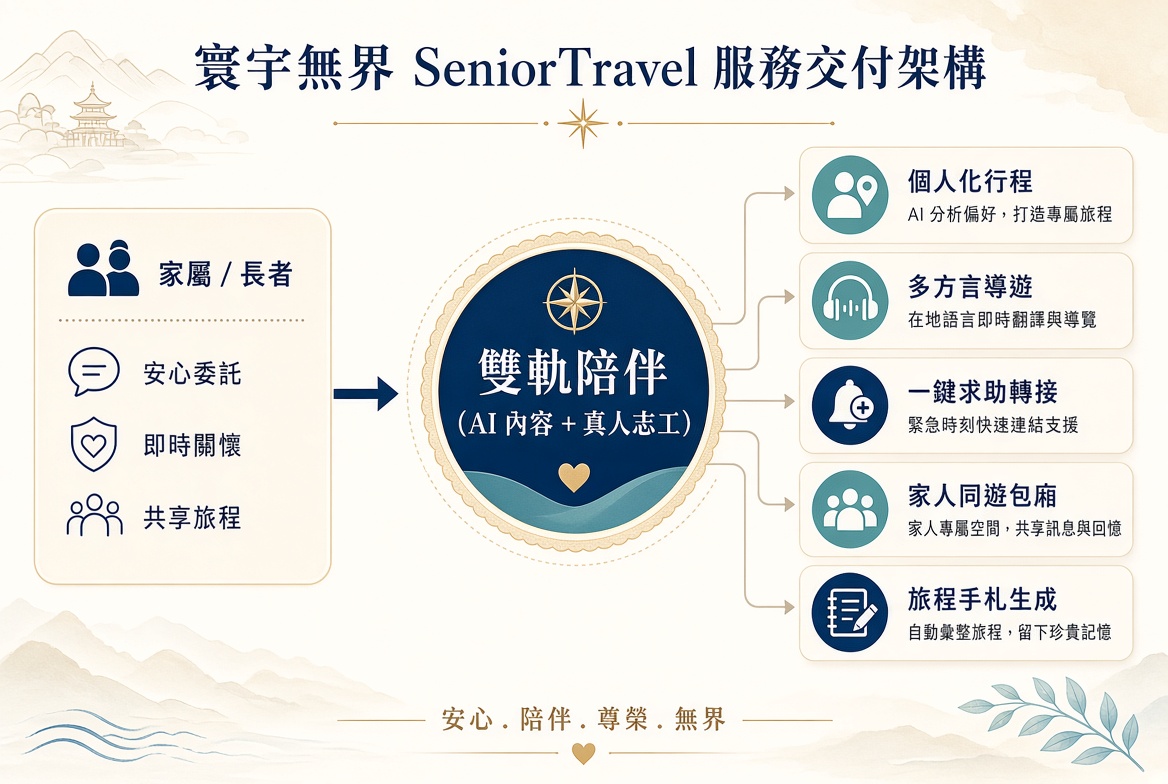 寰宇無界 SeniorTravel 服務交付架構
家屬 / 長者
安心委託
即時關懷
共享旅程
雙軌陪伴
(AI 內容 + 真人志工)
個人化行程
AI 分析偏好，打造專屬旅程
多方言導遊
在地語言即時翻譯與導覽
一鍵求助轉接
緊急時刻快速連結支援
家人同遊包廂
家人專屬空間，共享訊息與回憶
旅程手札生成
自動彙整旅程，留下珍貴記憶
安心 . 陪伴 . 尊榮 . 無界